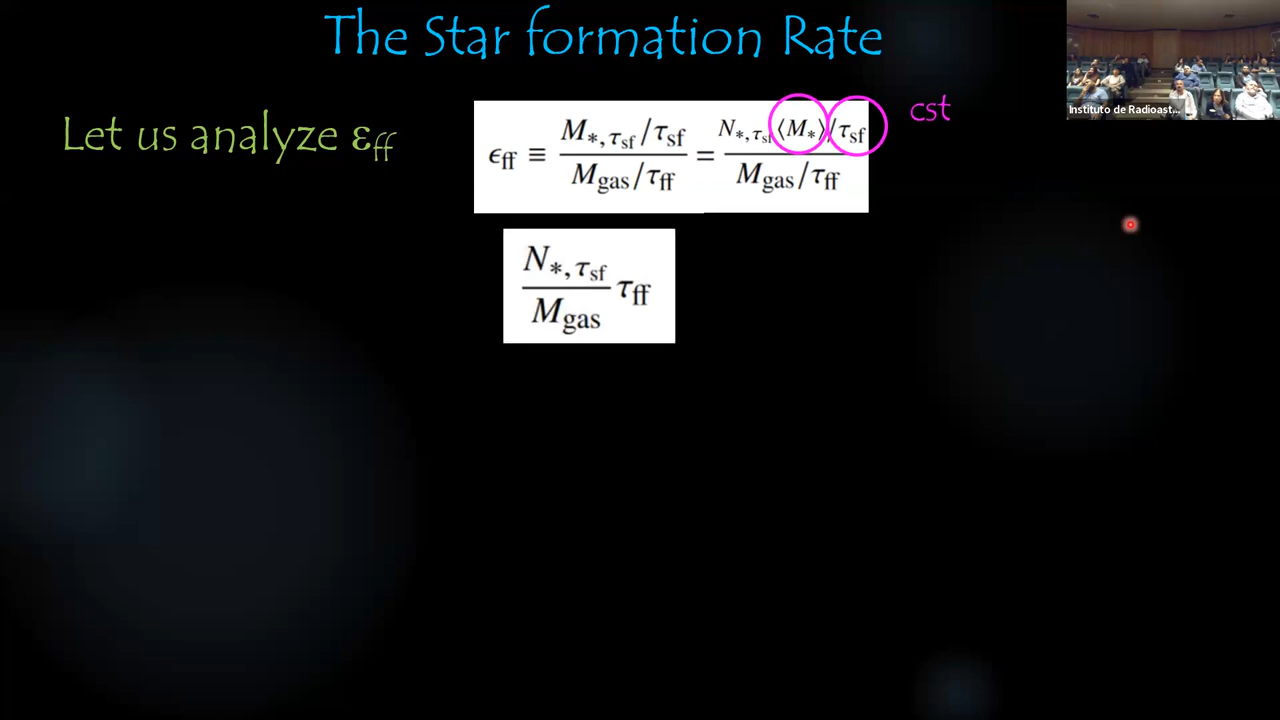 The Star formation Rate
Let us analyze εff
ϵff ≡ M*,τsf/τsf / Mgas/τff = N*,τsf⟨M*⟩/τsf / Mgas/τff
cst
N*,τsf / Mgas τff
Instituto de Radioast...